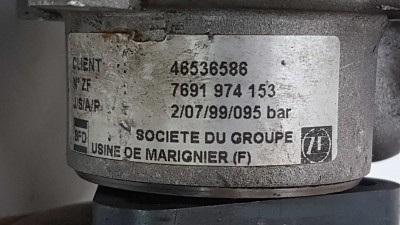 CLIENT 46536586
N° ZF 7691 974 153
J/S/A/P 2/07/99/095 bar
SFD SOCIETE DU GROUPE ZF
USINE DE MARIGNIER (F)